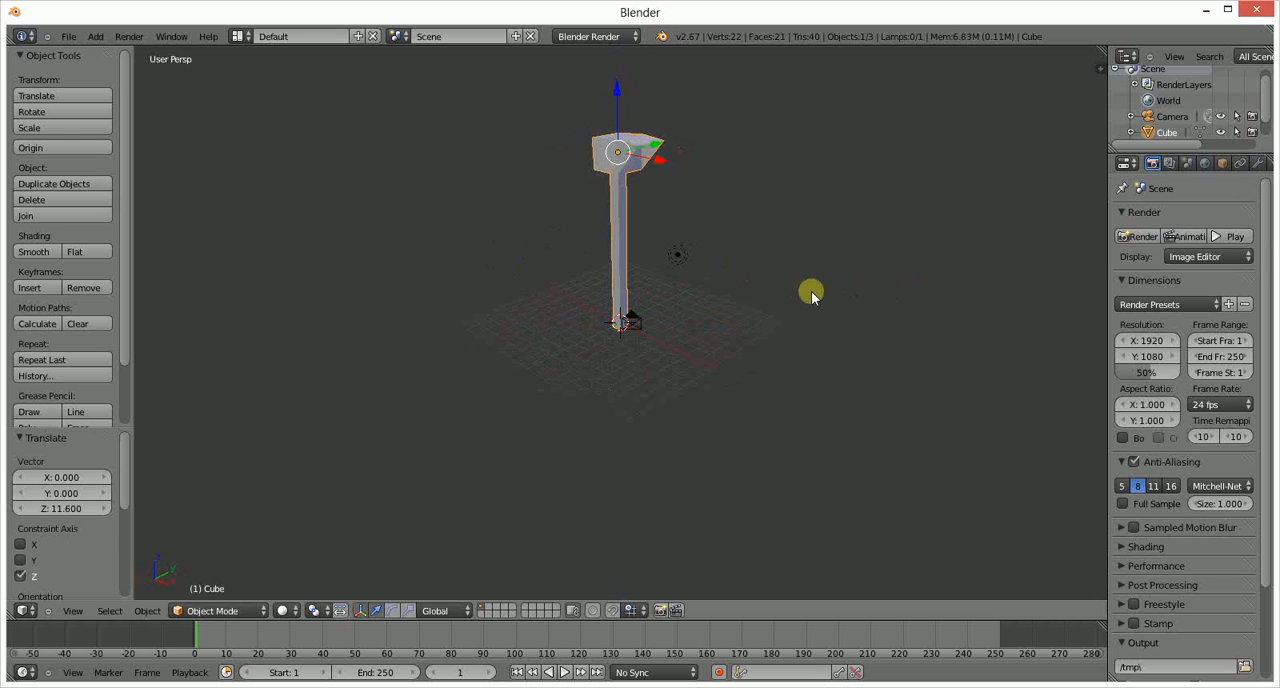 Blender
File Add Render Window Help Default Scene Blender Render v2.67 | Verts:22 | Faces:21 | Tris:40 | Objects:1/3 | Lamps:0/1 | Mem:6.83M (0.11M) | Cube
Object Tools
Transform:
Translate
Rotate
Scale
Origin
Object:
Duplicate Objects
Delete
Join
Shading:
Smooth Flat
Keyframes:
Insert Remove
Motion Paths:
Calculate Clear
Repeat:
Repeat Last
History...
Grease Pencil:
Draw Line
Translate
Vector
X: 0.000
Y: 0.000
Z: 11.600
Constraint Axis
X
Y
Z
Orientation
User Persp
(1) Cube
View Select Object Object Mode Global
View Search All Scen
Scene
RenderLayers
World
Camera
Cube
Scene
Render
Render Animati Play
Display: Image Editor
Dimensions
Render Presets
Resolution: Frame Range:
X: 1920 Start Fra: 1
Y: 1080 End Fr: 250
50% Frame St: 1
Aspect Ratio: Frame Rate:
X: 1.000 24 fps
Y: 1.000 Time Remappi
Bo Cr 10 10
Anti-Aliasing
5 8 11 16 Mitchell-Net
Full Sample Size: 1.000
Sampled Motion Blur
Shading
Performance
Post Processing
Freestyle
Stamp
Output
/tmp\
-50 -40 -30 -20 -10 0 10 20 30 40 50 60 70 80 90 100 110 120 130 140 150 160 170 180 190 200 210 220 230 240 250 260 270 280
View Marker Frame Playback Start: 1 End: 250 1 No Sync